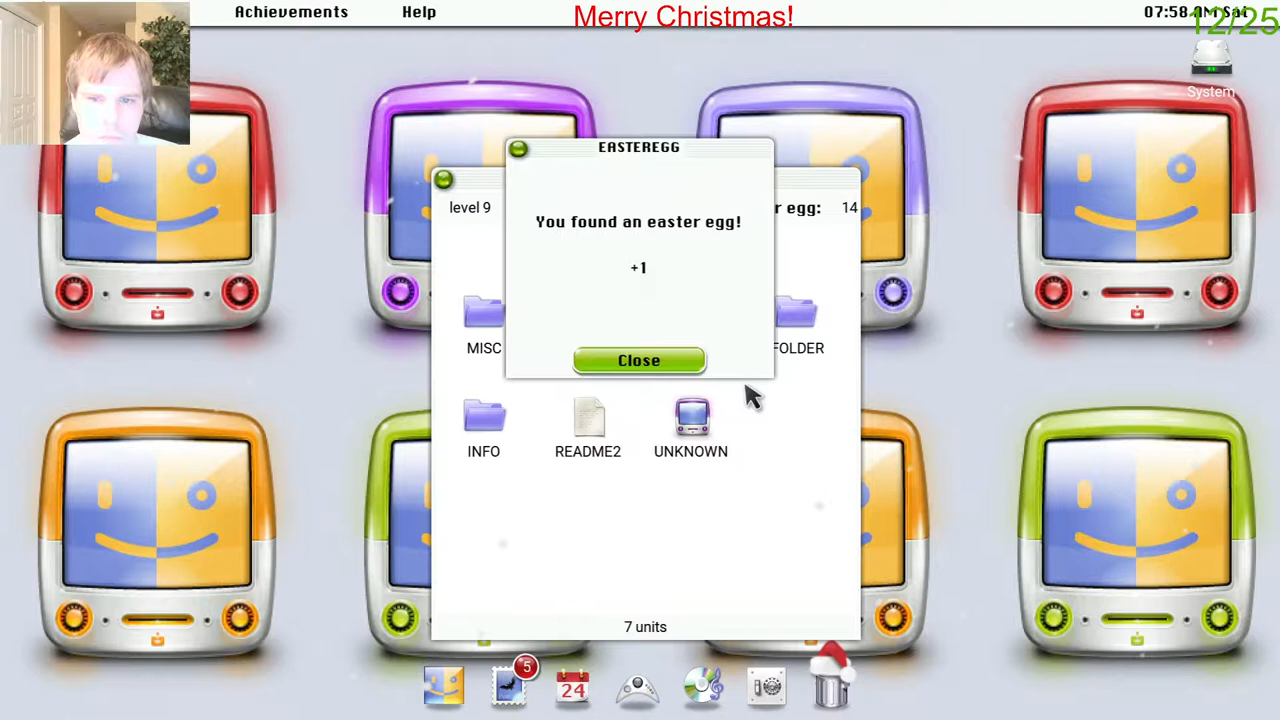 Achievements Help Merry Christmas! 07:58 AM Sat
12/25
System
EASTEREGG
level 9 r egg: 14
You found an easter egg!
+1
MISC FOLDER
Close
INFO README2 UNKNOWN
7 units
5
24